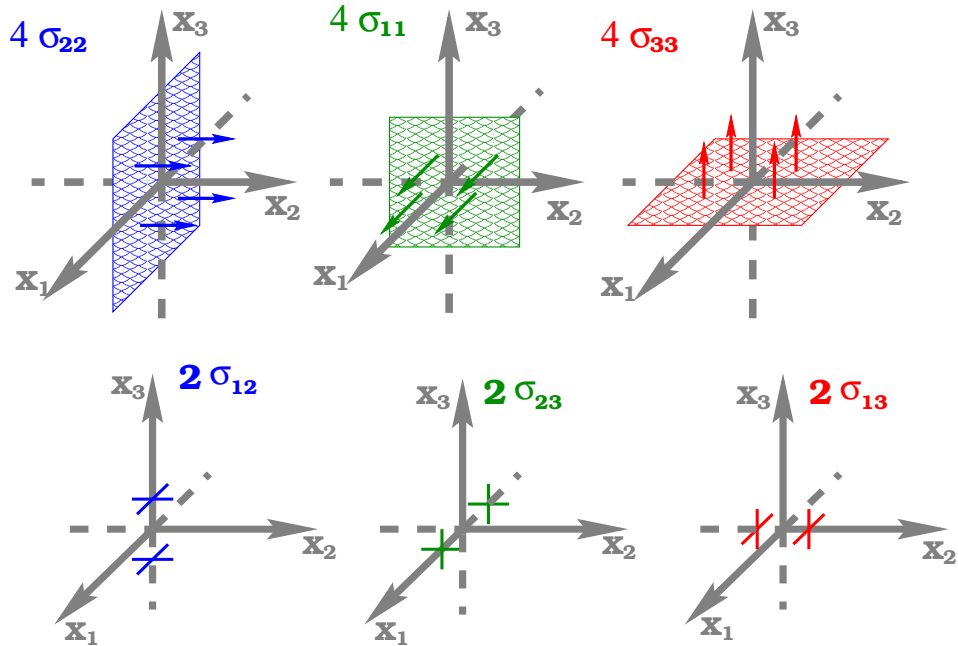 4 σ₂₂ x₃ x₂ x₁
4 σ₁₁ x₃ x₂ x₁
4 σ₃₃ x₃ x₂ x₁
2 σ₁₂ x₃ x₂ x₁
2 σ₂₃ x₃ x₂ x₁
2 σ₁₃ x₃ x₂ x₁